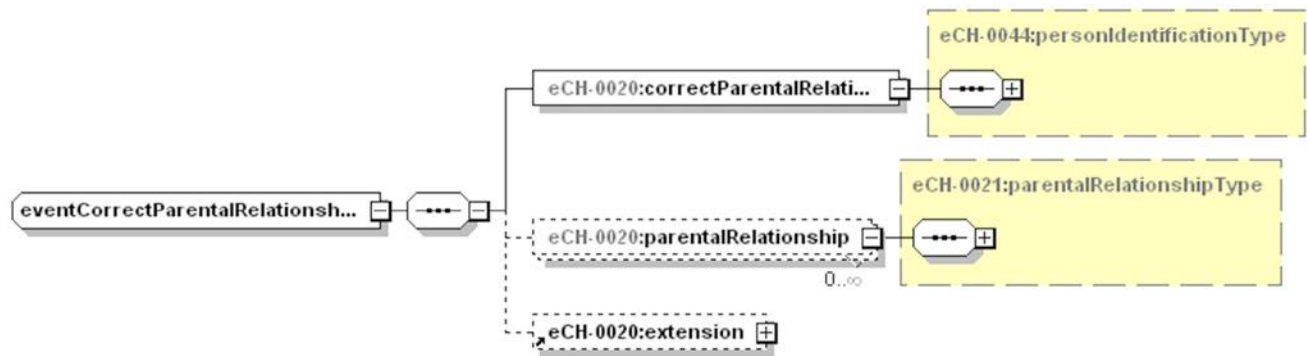 eCH-0044:personIdentificationType
eCH-0020:correctParentalRelati...
eCH-0021:parentalRelationshipType
eventCorrectParentalRelationsh...
eCH-0020:parentalRelationship
0..∞
eCH-0020:extension